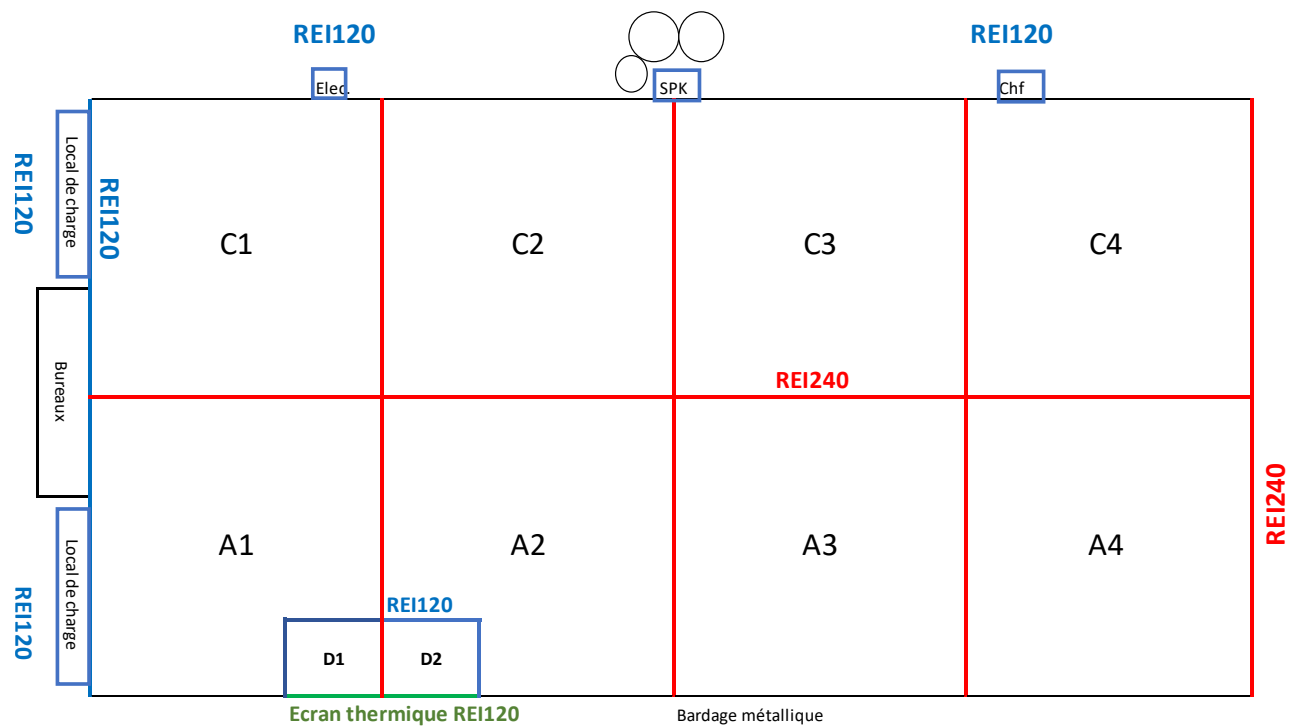 REI120
REI120
Elec.
SPK
Chf
Local de charge
REI120
REI120
C1
C2
C3
C4
Bureaux
REI240
REI240
A1
A2
A3
A4
Local de charge
REI120
REI120
D1
D2
Ecran thermique REI120
Bardage métallique